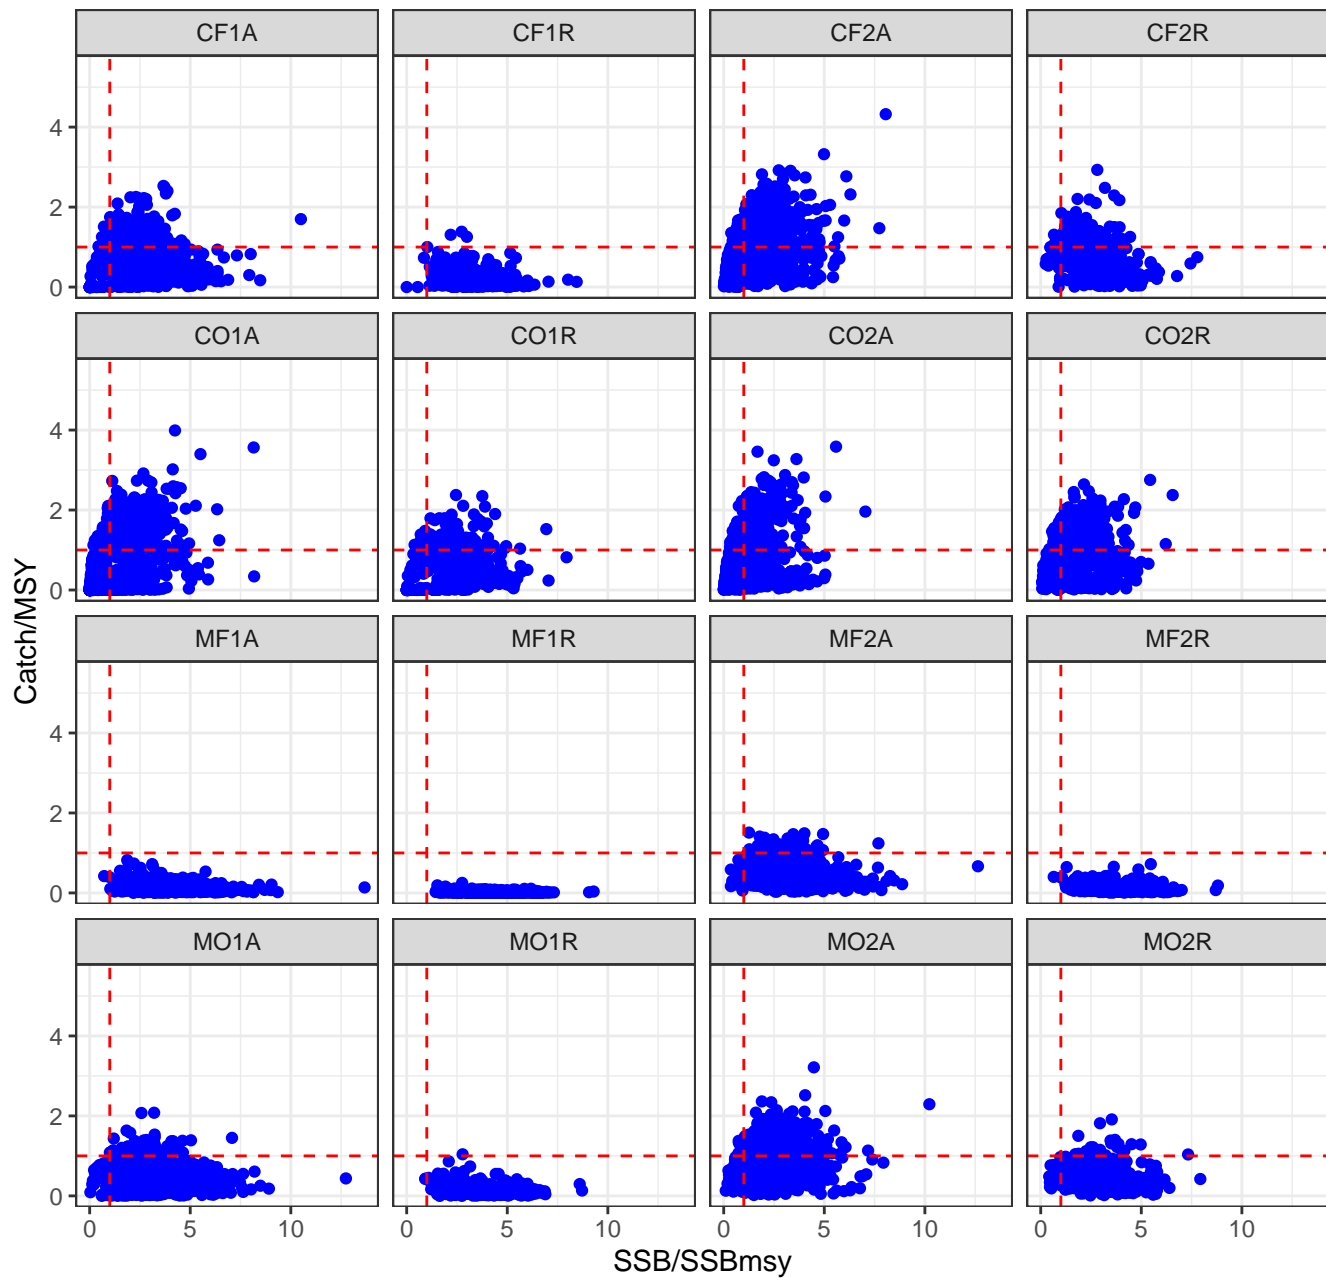 CF1A CF1R CF2A CF2R
4
2
0
CO1A CO1R CO2A CO2R
4
2
0
MF1A MF1R MF2A MF2R
4
2
0
MO1A MO1R MO2A MO2R
4
2
0
0 5 10 0 5 10 0 5 10 0 5 10
Catch/MSY
SSB/SSBmsy